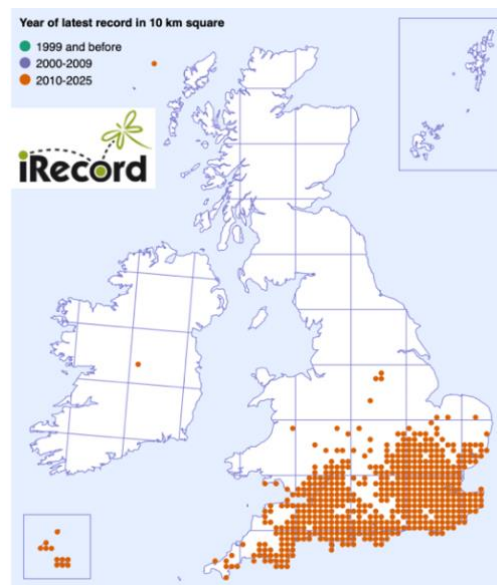 Year of latest record in 10 km square
1999 and before
2000-2009
2010-2025
iRecord